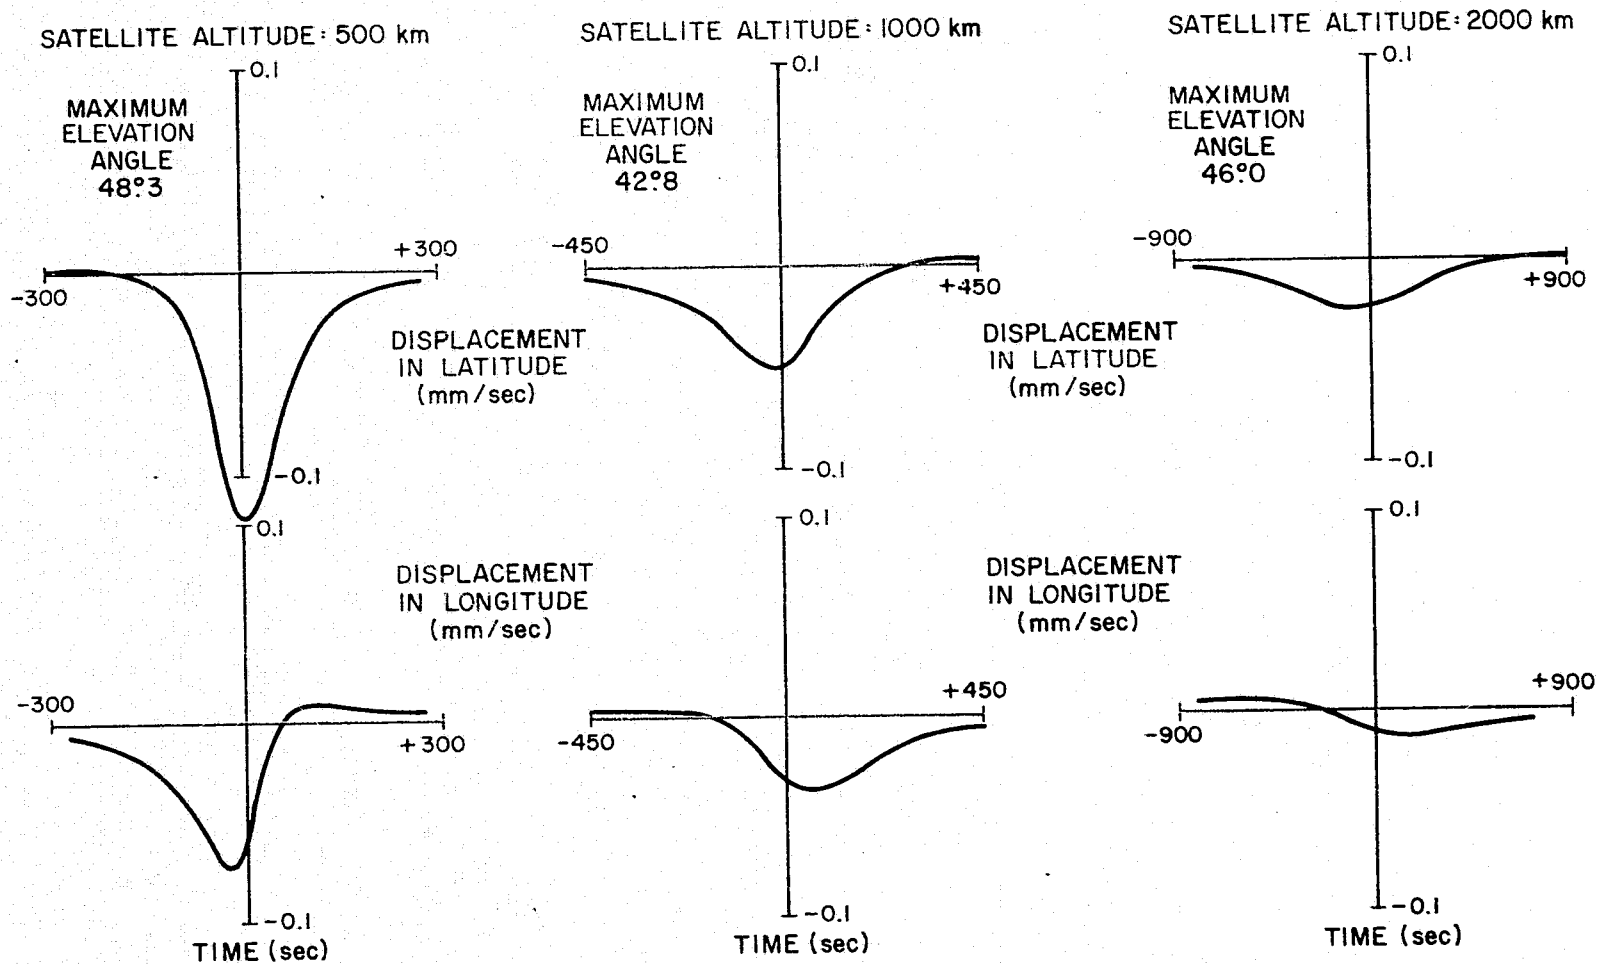 SATELLITE ALTITUDE: 500 km
0.1
MAXIMUM
ELEVATION
ANGLE
48°.3
-300
+300
DISPLACEMENT
IN LATITUDE
(mm/sec)
-0.1
SATELLITE ALTITUDE: 1000 km
0.1
MAXIMUM
ELEVATION
ANGLE
42°.8
-450
+450
DISPLACEMENT
IN LATITUDE
(mm/sec)
-0.1
SATELLITE ALTITUDE: 2000 km
0.1
MAXIMUM
ELEVATION
ANGLE
46°.0
-900
+900
-0.1
0.1
DISPLACEMENT
IN LONGITUDE
(mm/sec)
-300
+300
-0.1
TIME (sec)
0.1
DISPLACEMENT
IN LONGITUDE
(mm/sec)
+450
-450
-0.1
TIME (sec)
0.1
+900
-900
-0.1
TIME (sec)